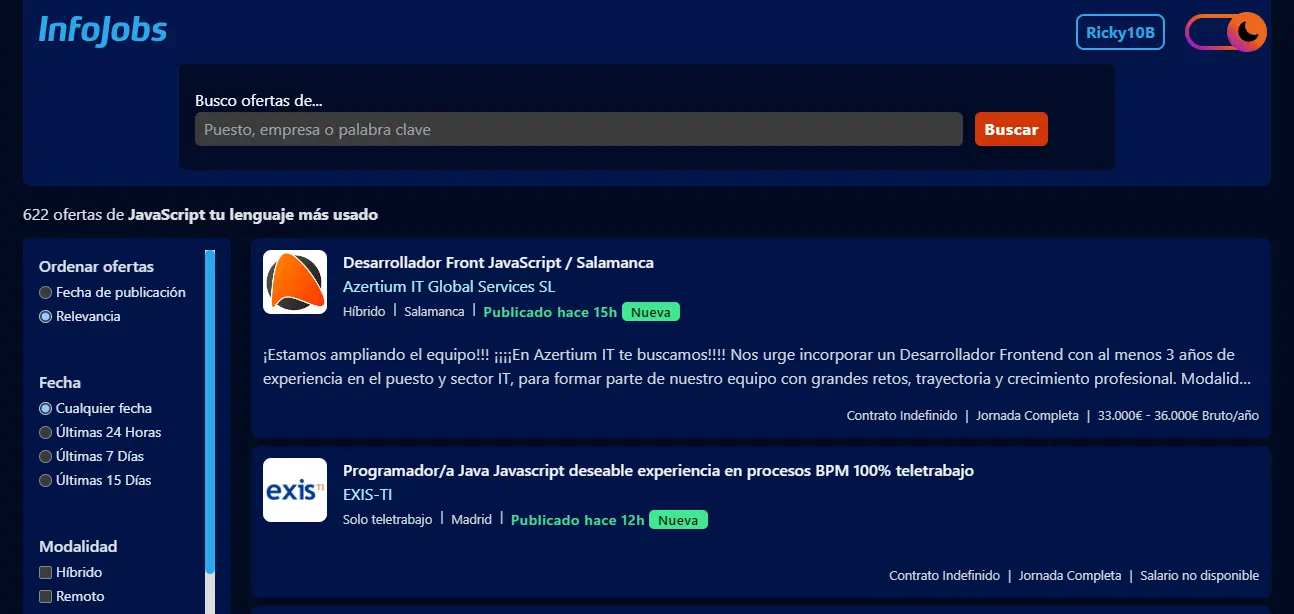 InfoJobs
Ricky10B
Busco ofertas de...
Puesto, empresa o palabra clave
Buscar
622 ofertas de JavaScript tu lenguaje más usado
Ordenar ofertas
Fecha de publicación
Relevancia
Fecha
Cualquier fecha
Últimas 24 Horas
Últimas 7 Días
Últimas 15 Días
Modalidad
Híbrido
Remoto
Desarrollador Front JavaScript / Salamanca
Azertium IT Global Services SL
Híbrido | Salamanca | Publicado hace 15h Nueva
¡Estamos ampliando el equipo!!! ¡¡¡¡En Azertium IT te buscamos!!!! Nos urge incorporar un Desarrollador Frontend con al menos 3 años de
experiencia en el puesto y sector IT, para formar parte de nuestro equipo con grandes retos, trayectoria y crecimiento profesional. Modalid...
Contrato Indefinido | Jornada Completa | 33.000€ - 36.000€ Bruto/año
exis TI
Programador/a Java Javascript deseable experiencia en procesos BPM 100% teletrabajo
EXIS-TI
Solo teletrabajo | Madrid | Publicado hace 12h Nueva
Contrato Indefinido | Jornada Completa | Salario no disponible